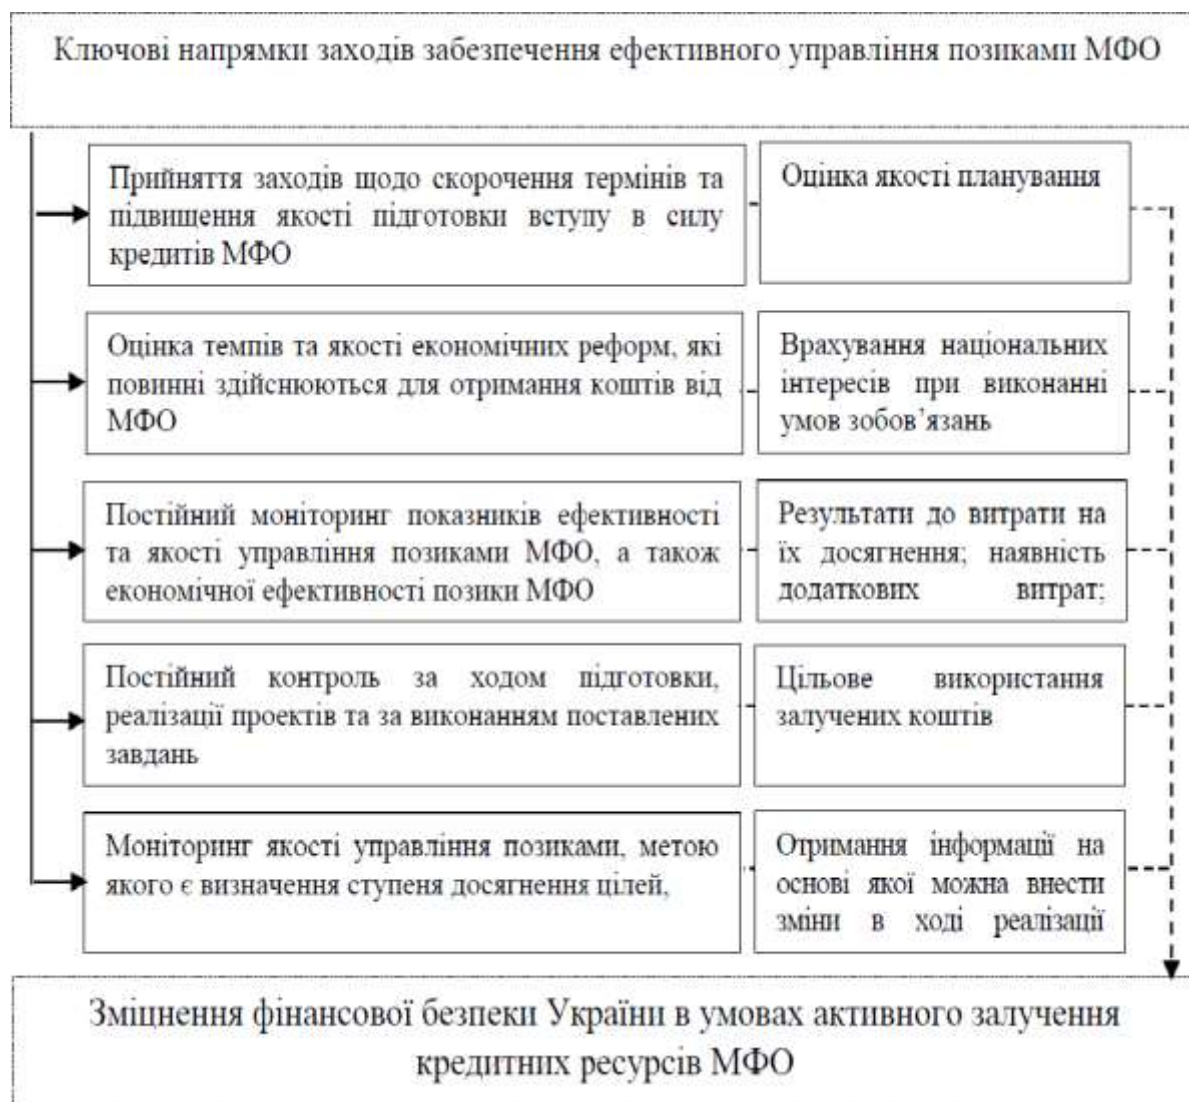 Ключові напрямки заходів забезпечення ефективного управління позиками МФО
Прийняття заходів щодо скорочення термінів та
підвищення якості підготовки вступу в силу
кредитів МФО
Оцінка якості планування
Оцінка темпів та якості економічних реформ, які
повинні здійснюються для отримання коштів від
МФО
Врахування національних
інтересів при виконанні
умов зобов’язань
Постійний моніторинг показників ефективності
та якості управління позиками МФО, а також
економічної ефективності позики МФО
Результати до витрати на
їх досягнення; наявність
додаткових витрат;
Постійний контроль за ходом підготовки,
реалізації проектів та за виконанням поставлених
завдань
Цільове використання
залучених коштів
Моніторинг якості управління позиками, метою
якого є визначення ступеня досягнення цілей,
Отримання інформації на
основі якої можна внести
зміни в ході реалізації
Зміцнення фінансової безпеки України в умовах активного залучення
кредитних ресурсів МФО